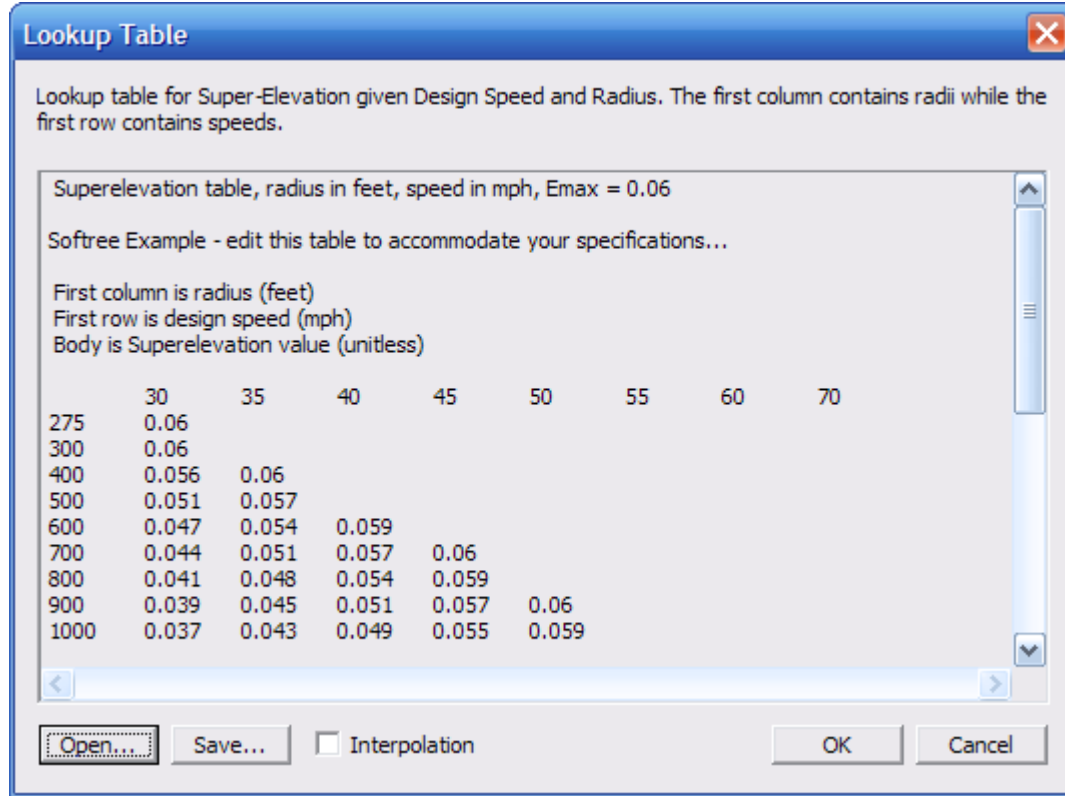 Lookup Table
Lookup table for Super-Elevation given Design Speed and Radius. The first column contains radii while the
first row contains speeds.
Superelevation table, radius in feet, speed in mph, Emax = 0.06
Softree Example - edit this table to accommodate your specifications...
First column is radius (feet)
First row is design speed (mph)
Body is Superelevation value (unitless)
30 35 40 45 50 55 60 70
275 0.06
300 0.06
400 0.056 0.06
500 0.051 0.057
600 0.047 0.054 0.059
700 0.044 0.051 0.057 0.06
800 0.041 0.048 0.054 0.059
900 0.039 0.045 0.051 0.057 0.06
1000 0.037 0.043 0.049 0.055 0.059
Open... Save... Interpolation OK Cancel